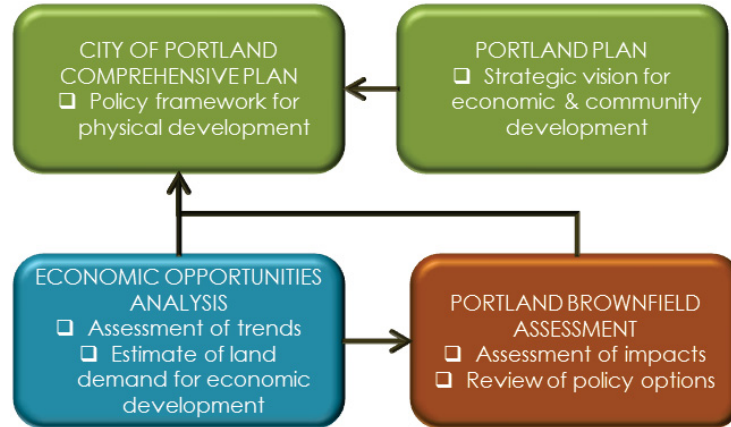 CITY OF PORTLAND
COMPREHENSIVE PLAN
❑ Policy framework for
physical development
PORTLAND PLAN
❑ Strategic vision for
economic & community
development
ECONOMIC OPPORTUNITIES
ANALYSIS
❑ Assessment of trends
❑ Estimate of land
demand for economic
development
PORTLAND BROWNFIELD
ASSESSMENT
❑ Assessment of impacts
❑ Review of policy options